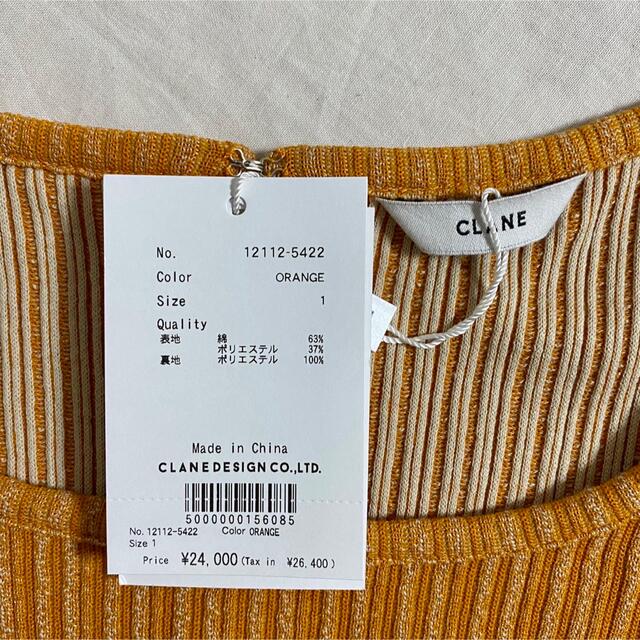 CLANE
No. 12112-5422
Color ORANGE
Size 1
Quality
表地 綿 63%
ポリエステル 37%
裏地 ポリエステル 100%
Made in China
CLANE DESIGN CO.,LTD.
5000000156085
No. 12112-5422 Color ORANGE
Size 1
Price ¥24,000 (Tax in ¥26,400)